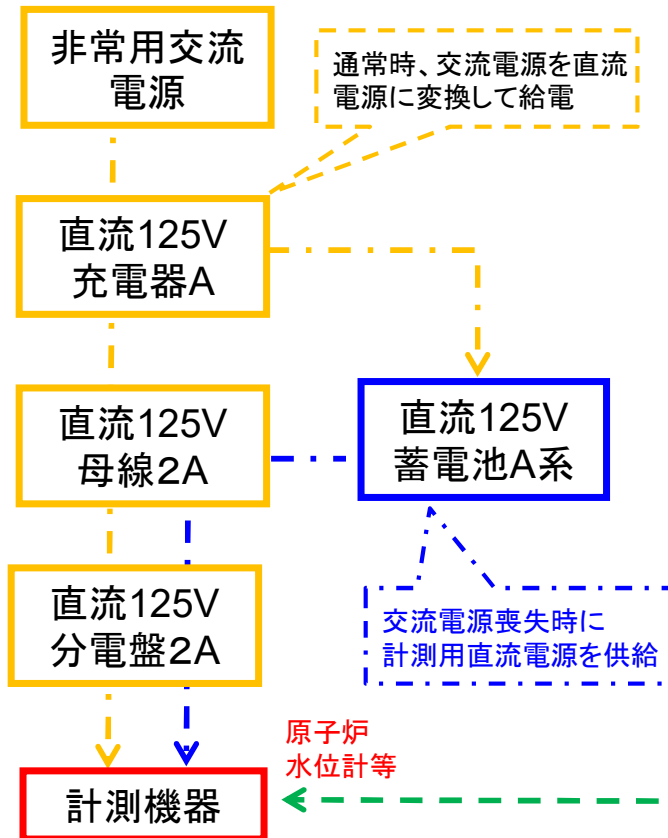 非常用交流
電源
通常時、交流電源を直流
電源に変換して給電
直流125V
充電器A
直流125V
母線2A
直流125V
蓄電池A系
直流125V
分電盤2A
交流電源喪失時に
計測用直流電源を供給
原子炉
水位計等
計測機器